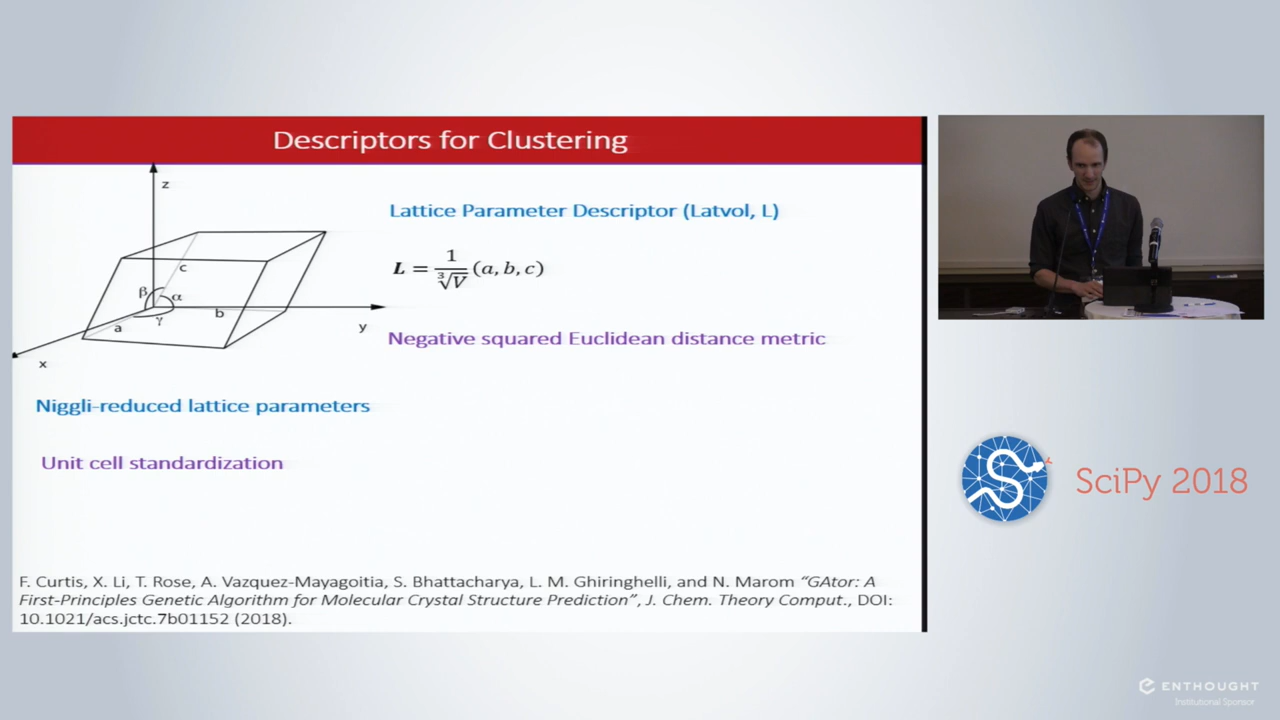 Descriptors for Clustering
z
c
β
α
b
a
γ
y
x
Lattice Parameter Descriptor (Latvol, L)
L = 1/∛V (a, b, c)
Negative squared Euclidean distance metric
Niggli-reduced lattice parameters
Unit cell standardization
F. Curtis, X. Li, T. Rose, A. Vazquez-Mayagoitia, S. Bhattacharya, L. M. Ghiringhelli, and N. Marom “GAtor: A
First-Principles Genetic Algorithm for Molecular Crystal Structure Prediction”, J. Chem. Theory Comput., DOI:
10.1021/acs.jctc.7b01152 (2018).
SciPy 2018
ENTHOUGHT
Institutional Sponsor